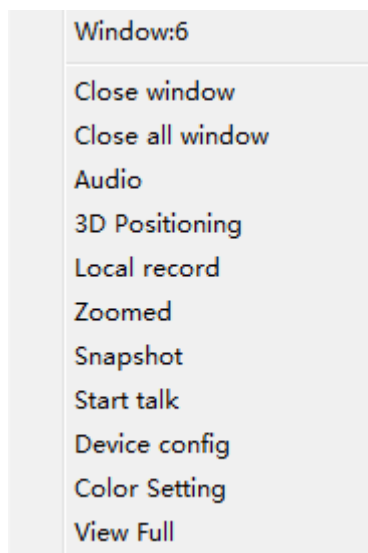 Window:6
Close window
Close all window
Audio
3D Positioning
Local record
Zoomed
Snapshot
Start talk
Device config
Color Setting
View Full